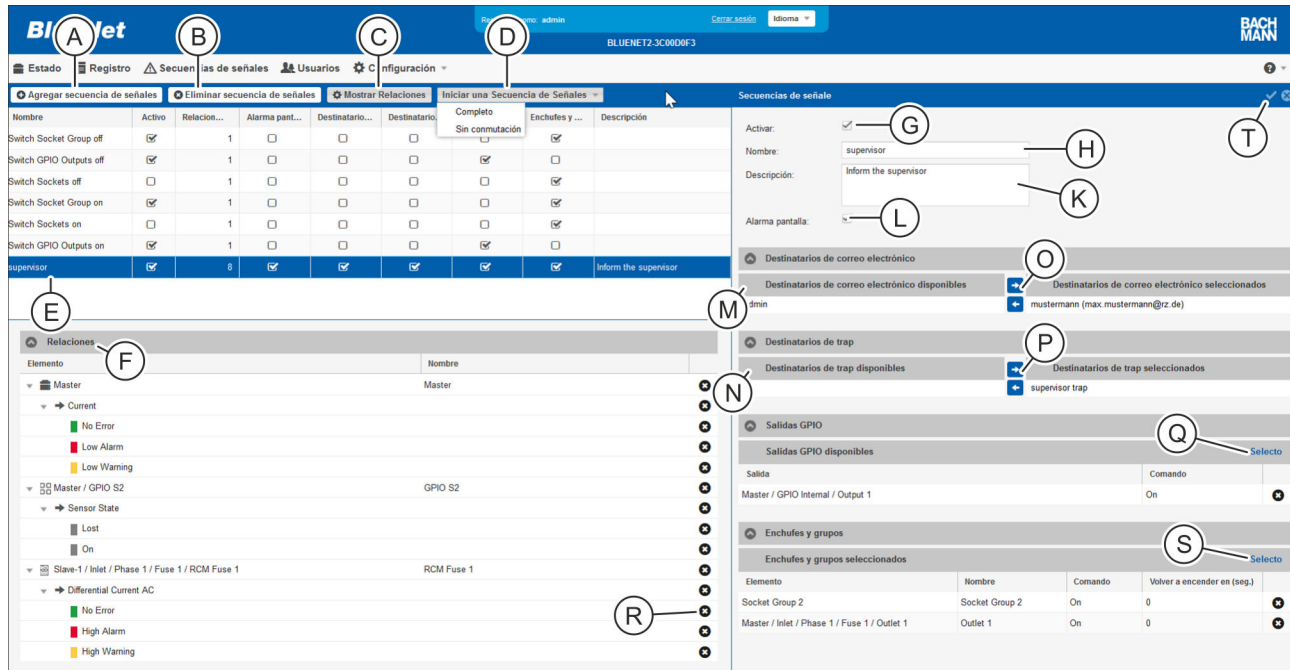 Bl Net
Re omo: admin
Cerrar sesión
Idioma
BLUENET2-3C00D0F3
BACH
MANN
A
B
C
D
Estado
Registro
Secuencias de señales
Usuarios
C nfiguración
Agregar secuencia de señales
Eliminar secuencia de señales
Mostrar Relaciones
Iniciar una Secuencia de Señales
Completo
Sin conmutación
Nombre Activo Relacion... Alarma pant... Destinatario... Destinatario. Enchufes y ... Descripción
Switch Socket Group off 1
Switch GPIO Outputs off 1
Switch Sockets off 1
Switch Socket Group on 1
Switch Sockets on 1
Switch GPIO Outputs on 1
supervisor 8 Inform the supervisor
E
Relaciones
F
Elemento Nombre
Master Master
Current
No Error
Low Alarm
Low Warning
Master / GPIO S2 GPIO S2
Sensor State
Lost
On
Slave-1 / Inlet / Phase 1 / Fuse 1 / RCM Fuse 1 RCM Fuse 1
Differential Current AC
No Error
R
High Alarm
High Warning
Secuencias de señale
T
Activar:
G
Nombre: supervisor
H
Descripción: Inform the supervisor
K
Alarma pantalla:
L
Destinatarios de correo electrónico
O
Destinatarios de correo electrónico disponibles Destinatarios de correo electrónico seleccionados
M
dmin mustermann (max.mustermann@rz.de)
Destinatarios de trap
P
Destinatarios de trap disponibles Destinatarios de trap seleccionados
N
supervisor trap
Salidas GPIO
Q
Salidas GPIO disponibles Selecto
Salida Comando
Master / GPIO Internal / Output 1 On
Enchufes y grupos
S
Enchufes y grupos seleccionados Selecto
Elemento Nombre Comando Volver a encender en (seg.)
Socket Group 2 Socket Group 2 On 0
Master / Inlet / Phase 1 / Fuse 1 / Outlet 1 Outlet 1 On 0